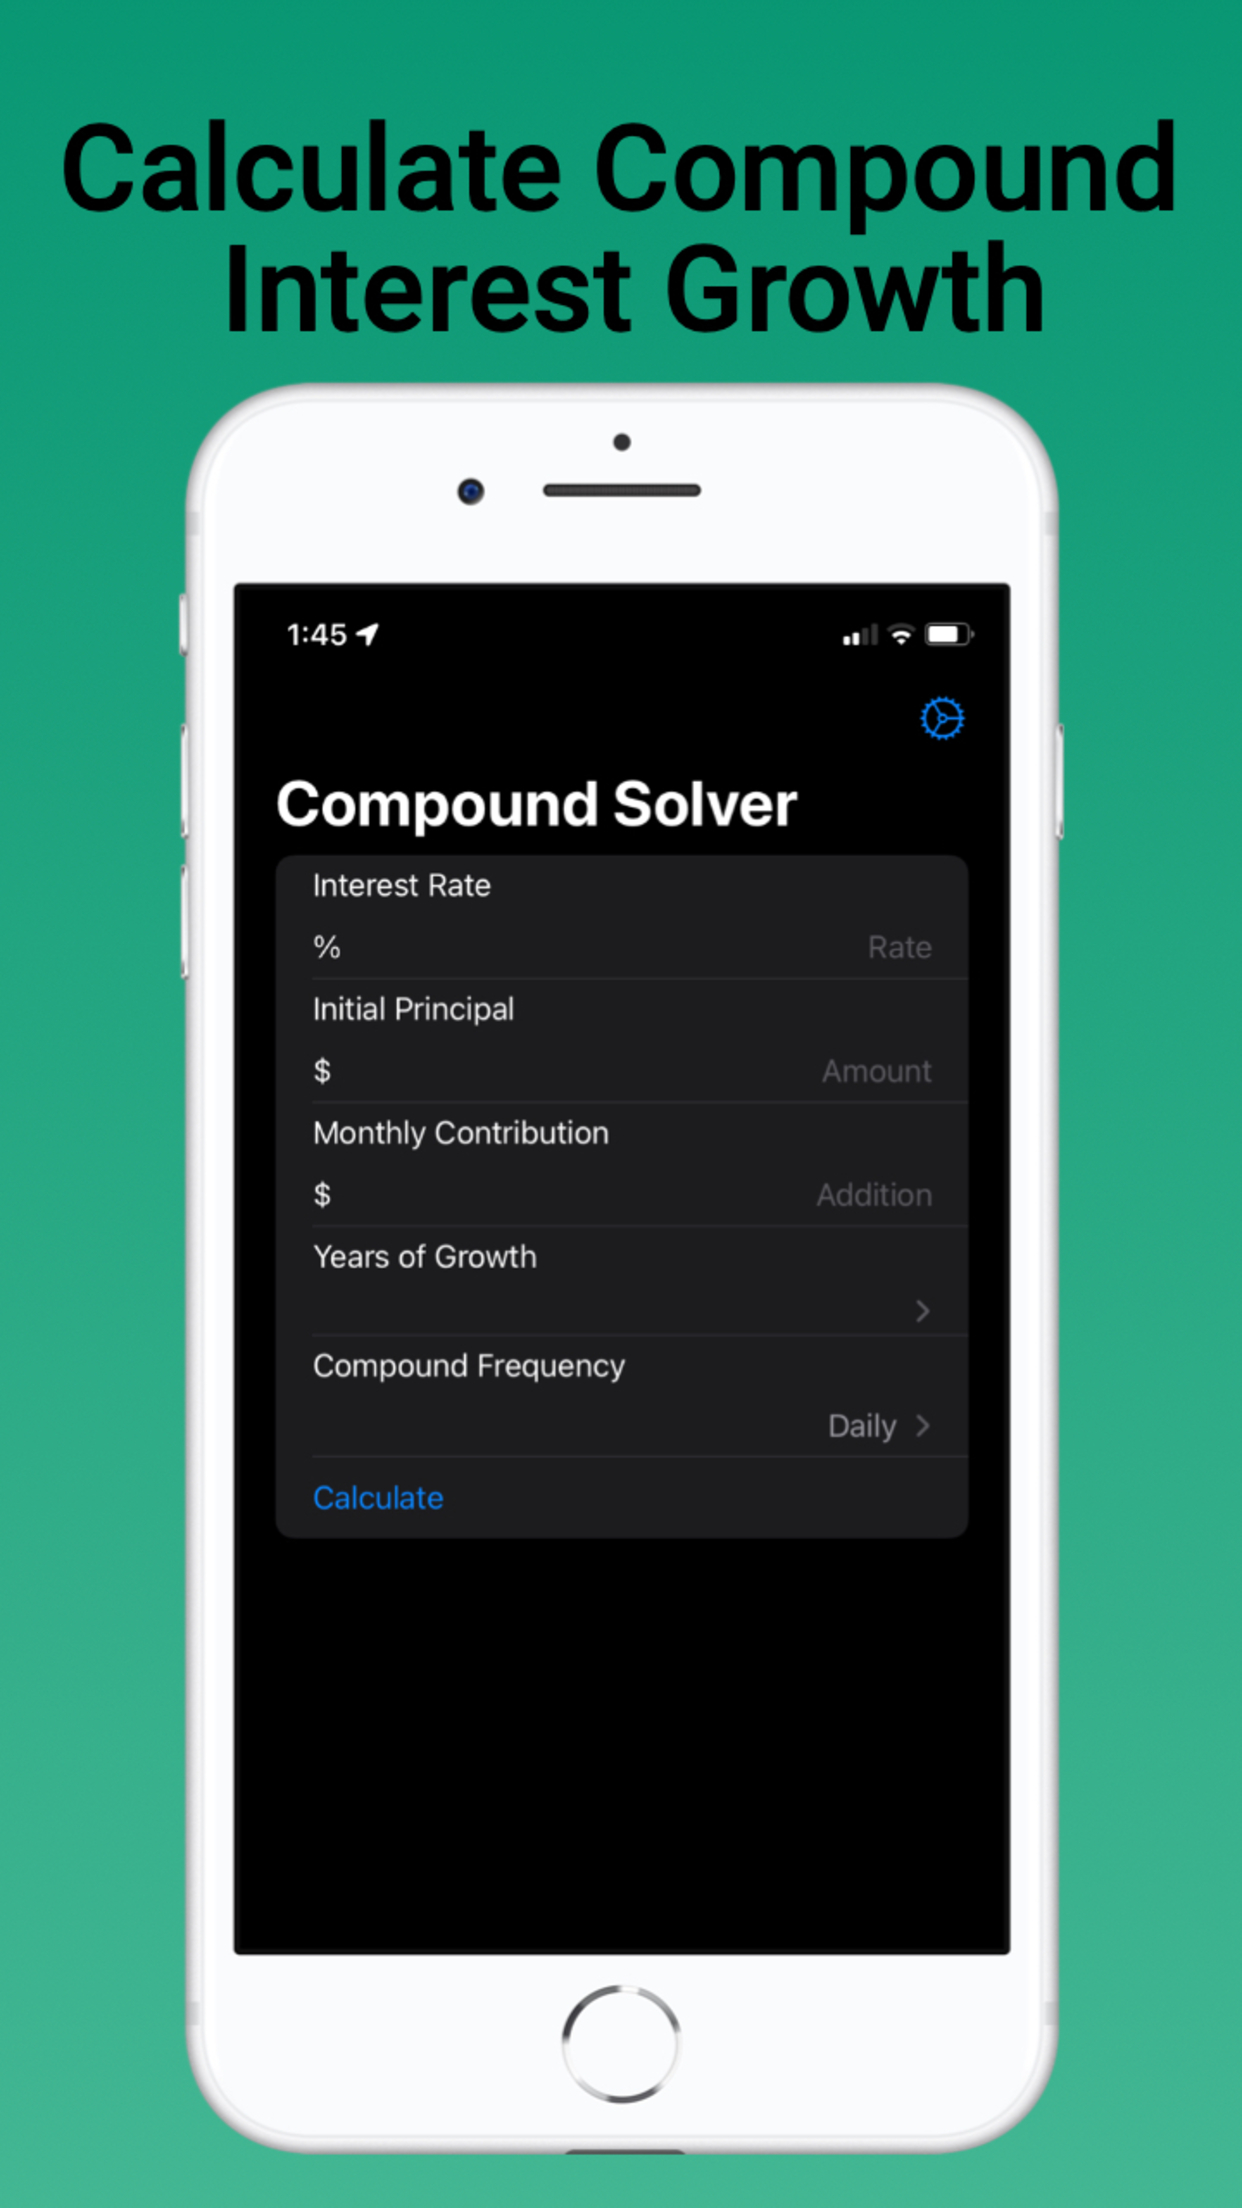 Calculate Compound
Interest Growth
1:45
Compound Solver
Interest Rate
% Rate
Initial Principal
$ Amount
Monthly Contribution
$ Addition
Years of Growth
Compound Frequency
Daily
Calculate